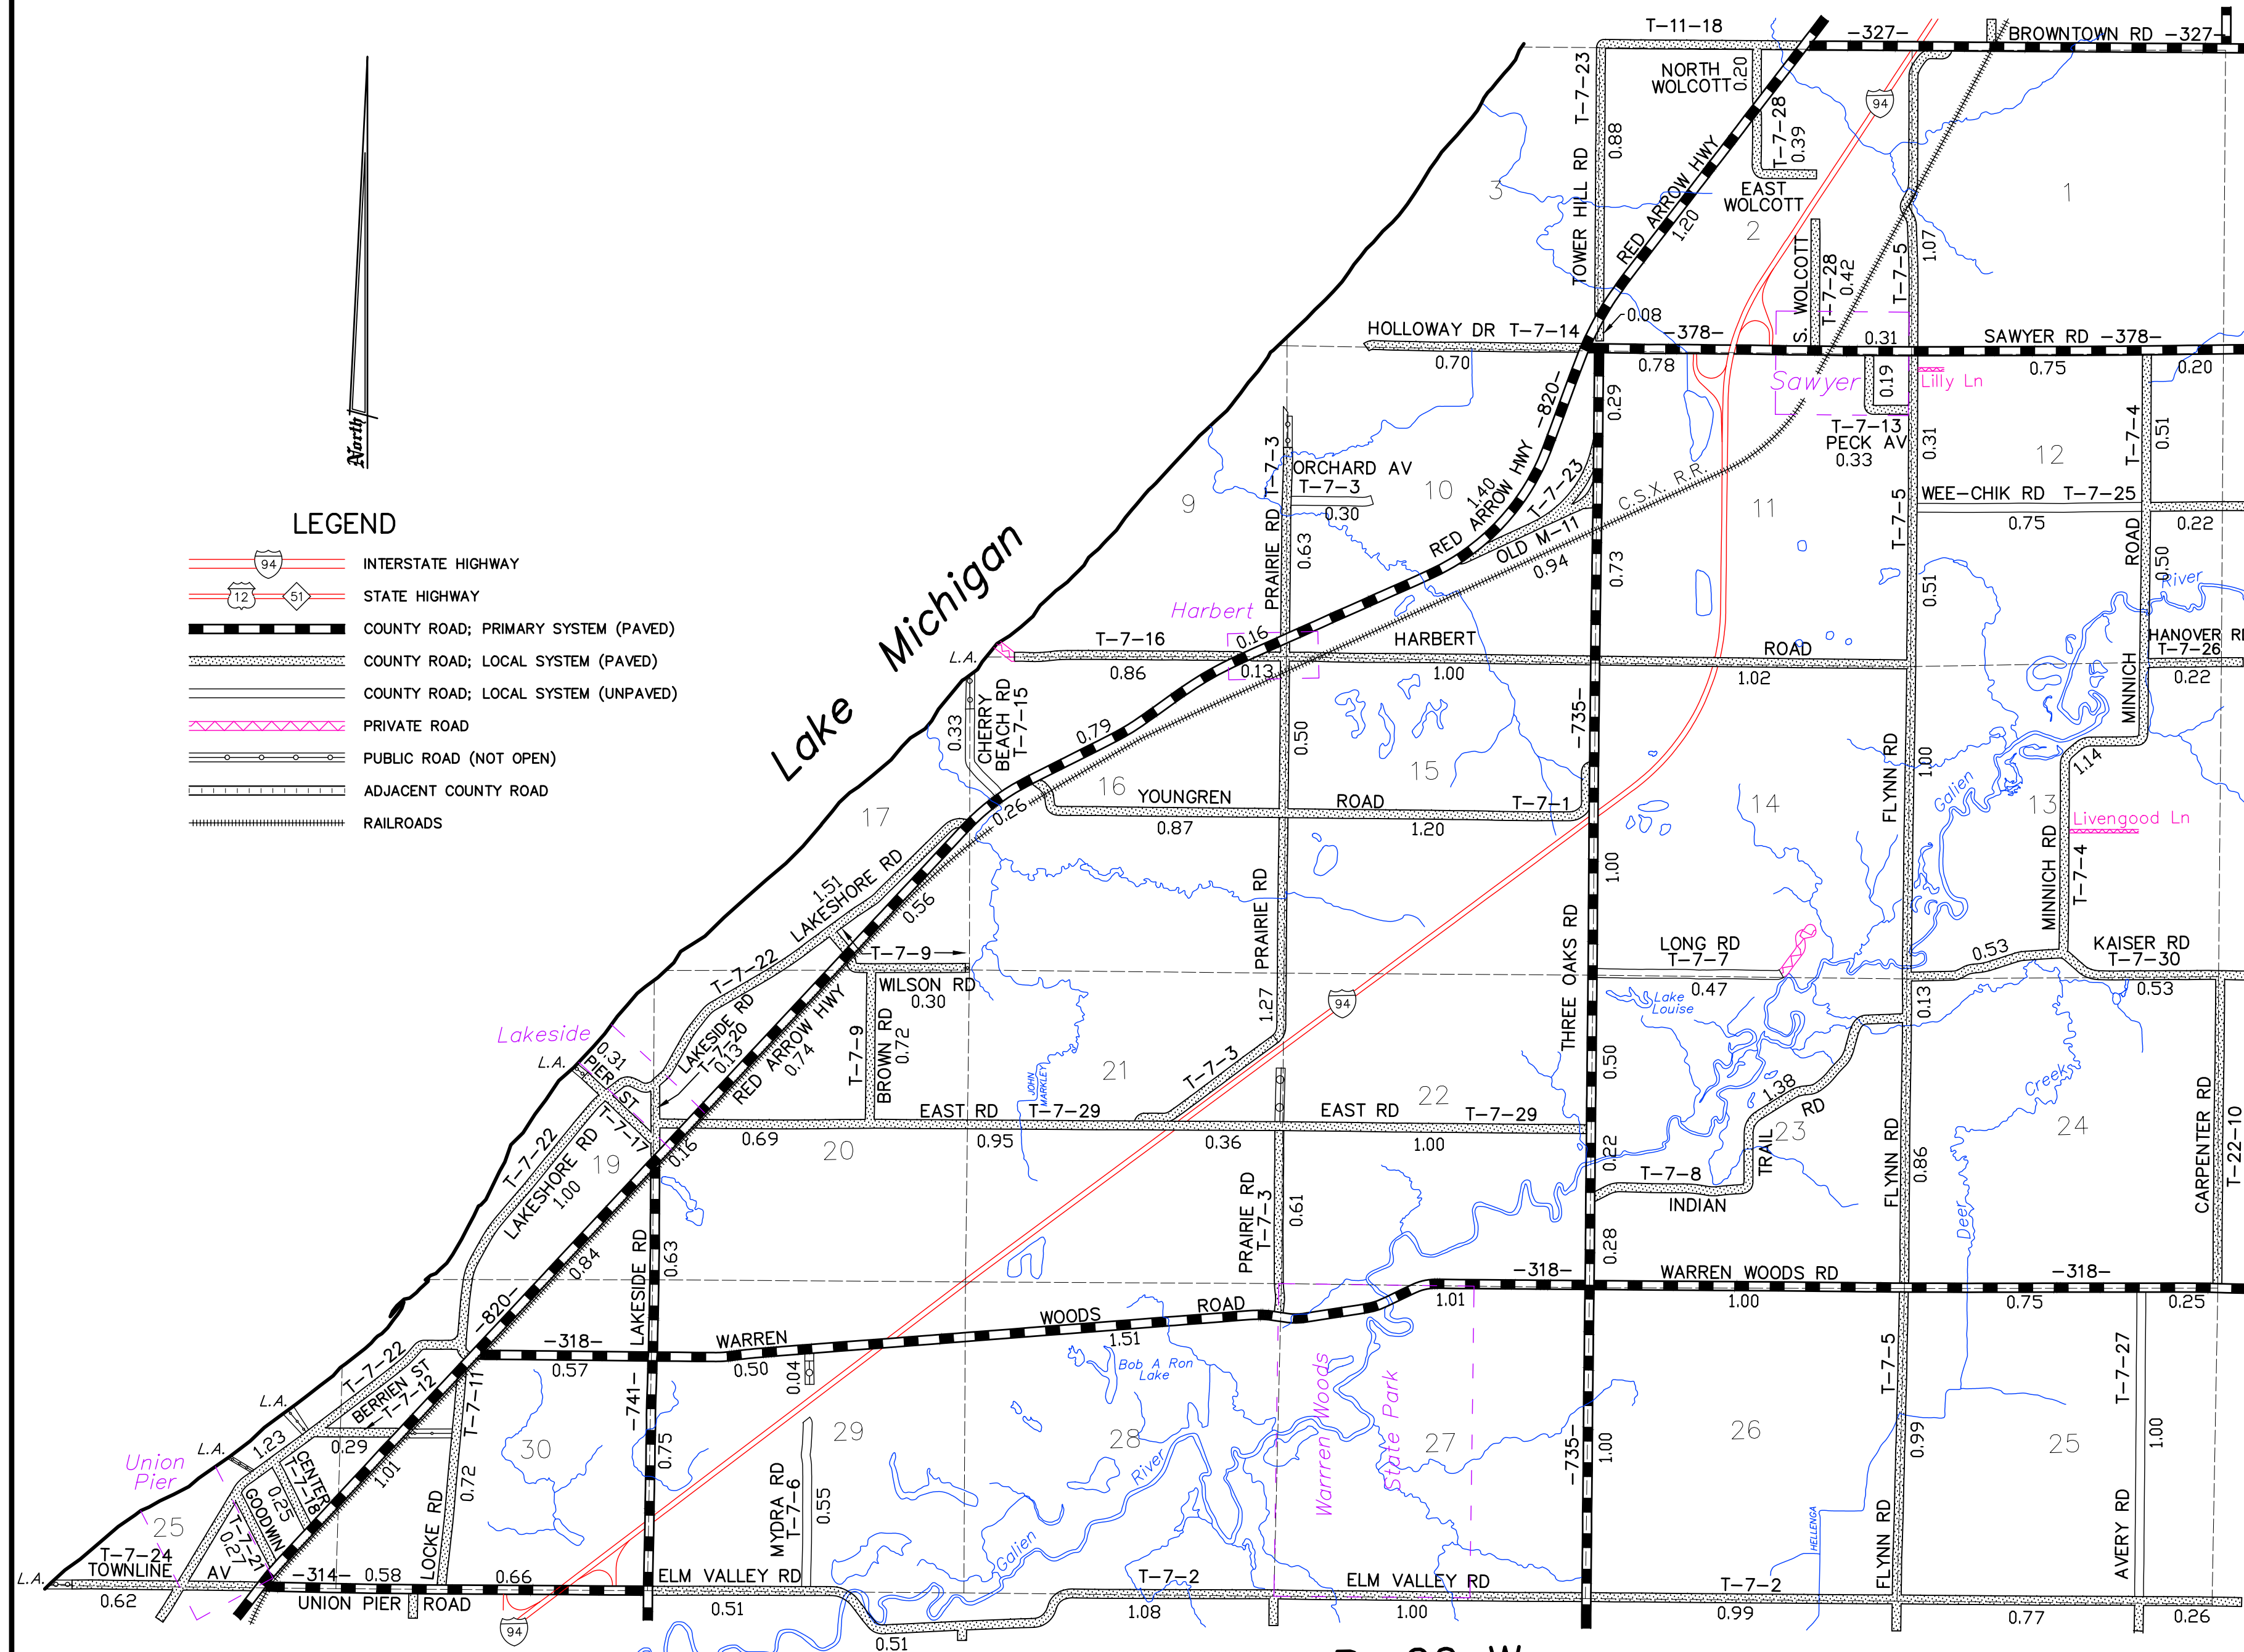 T-11-18
-327-
BROWNTOWN RD -327-
NORTH
WOLCOTT
0.20
T-7-23
94
T-7-28
0.39
0.88
RED ARROW HWY
1.20
EAST
WOLCOTT
TOWER HILL RD
3
2
1
North
S. WOLCOTT
T-7-28
0.42
T-7-5
1.07
0.08
HOLLOWAY DR T-7-14
-378-
0.31
SAWYER RD -378-
0.70
0.78
0.75
0.20
Sawyer
0.19
Lilly Ln
-820-
0.29
T-7-13
PECK AV
0.33
0.31
T-7-4
0.51
T-7-3
ORCHARD AV
T-7-3
0.30
9
10
1.40
RED ARROW HWY
T-7-23
OLD M-11
0.94
C.S.X. R.R.
11
12
WEE-CHIK RD T-7-25
0.75
0.22
LEGEND
94
INTERSTATE HIGHWAY
12
51
STATE HIGHWAY
COUNTY ROAD; PRIMARY SYSTEM (PAVED)
COUNTY ROAD; LOCAL SYSTEM (PAVED)
COUNTY ROAD; LOCAL SYSTEM (UNPAVED)
PRIVATE ROAD
PUBLIC ROAD (NOT OPEN)
ADJACENT COUNTY ROAD
RAILROADS
Lake Michigan
PRAIRIE RD
0.63
0.73
T-7-5
0.51
ROAD
0.50
River
Harbert
L.A.
T-7-16
0.16
HARBERT
ROAD
HANOVER RD
T-7-26
0.86
0.13
1.00
1.02
0.22
0.33
CHERRY
BEACH RD
T-7-15
0.79
0.50
-735-
MINNICH
FLYNN RD
1.00
1.14
Galien
17
16
15
14
13
0.26
YOUNGREN
ROAD
T-7-1
0.87
1.20
Livengood Ln
1.51
LAKESHORE RD
0.56
T-7-22
PRAIRIE RD
1.00
THREE OAKS RD
MINNICH RD
T-7-4
T-7-9
WILSON RD
0.30
LONG RD
T-7-7
0.47
0.53
KAISER RD
T-7-30
0.53
Lakeside
L.A.
0.31
PIER ST
T-7-17
LAKESIDE RD
T-7-20
0.13
RED ARROW HWY
0.74
T-7-9
BROWN RD
0.72
1.27
T-7-3
94
Lake
Louise
0.13
JOHN
MARKLEY
21
22
0.50
1.38
RD
TRAIL
23
Creek
24
EAST RD
T-7-29
EAST RD
T-7-29
0.69
0.95
0.36
1.00
20
19
0.16
T-7-22
LAKESHORE RD
1.00
0.22
T-7-8
INDIAN
FLYNN RD
0.86
CARPENTER RD
T-22-10
Deer
0.84
LAKESIDE RD
0.63
PRAIRIE RD
T-7-3
0.61
0.28
-318-
WARREN WOODS RD
-318-
1.01
1.00
0.75
0.25
-820-
-318-
WARREN
WOODS
ROAD
0.57
0.50
1.51
T-7-22
BERRIEN ST
T-7-12
T-7-11
-741-
0.04
Bob A Ron
Lake
Warrren Woods
State Park
T-7-5
T-7-27
L.A.
L.A.
1.23
0.29
Union
Pier
CENTER
T-7-18
0.25
GOODWIN
T-7-21
0.27
1.01
0.72
LOCKE RD
30
0.75
29
MYDRA RD
T-7-6
0.55
28
River
Galien
27
-735-
1.00
26
HELLENGA
0.99
FLYNN RD
25
1.00
AVERY RD
25
L.A.
T-7-24
TOWNLINE
AV
0.62
-314-
0.58
0.66
UNION PIER
ROAD
94
ELM VALLEY RD
0.51
0.51
T-7-2
1.08
ELM VALLEY RD
1.00
T-7-2
0.99
0.77
0.26